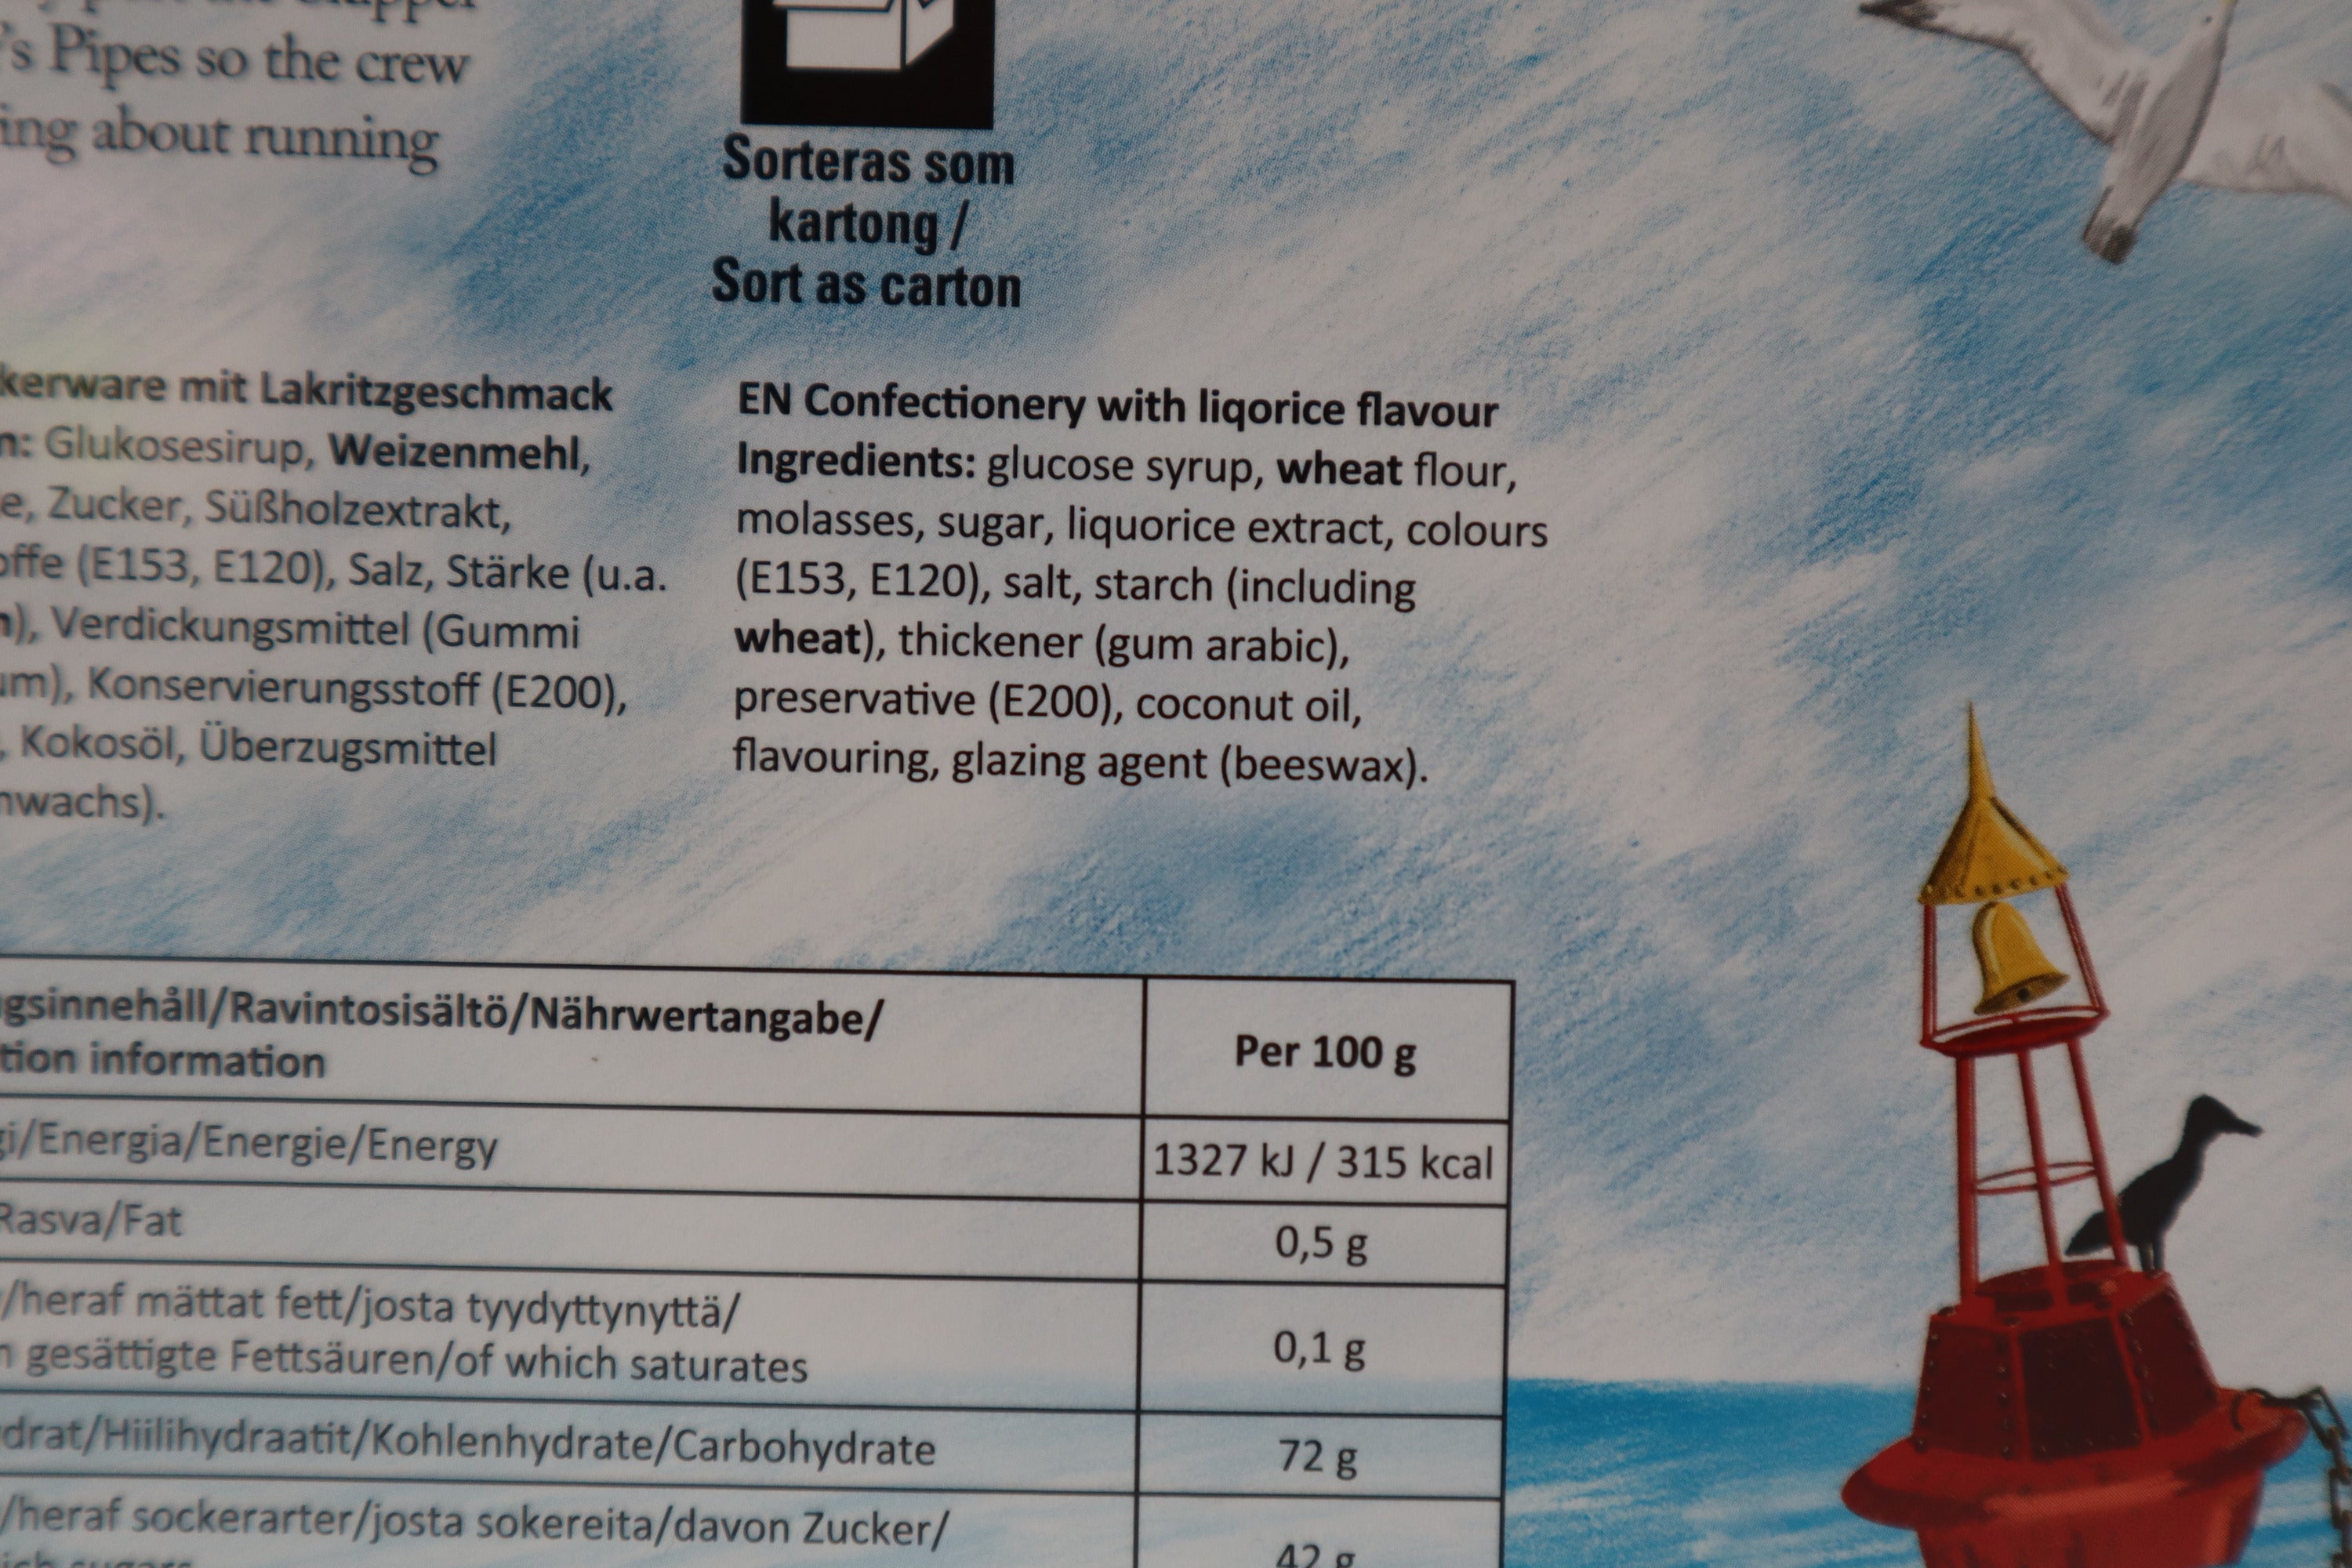 's Pipes so the crew
ing about running
Sorteras som
kartong /
Sort as carton
kerware mit Lakritzgeschmack
n: Glukosesirup, Weizenmehl,
e, Zucker, Süßholzextrakt,
offe (E153, E120), Salz, Stärke (u.a.
n), Verdickungsmittel (Gummi
um), Konservierungsstoff (E200),
, Kokosöl, Überzugsmittel
nwachs).
EN Confectionery with liqorice flavour
Ingredients: glucose syrup, wheat flour,
molasses, sugar, liquorice extract, colours
(E153, E120), salt, starch (including
wheat), thickener (gum arabic),
preservative (E200), coconut oil,
flavouring, glazing agent (beeswax).
gsinnehåll/Ravintosisältö/Nährwertangabe/
tion information
Per 100 g
gi/Energia/Energie/Energy
1327 kJ / 315 kcal
Rasva/Fat
0,5 g
/heraf mättat fett/josta tyydyttynyttä/
n gesättigte Fettsäuren/of which saturates
0,1 g
drat/Hiilihydraatit/Kohlenhydrate/Carbohydrate
72 g
/heraf sockerarter/josta sokereita/davon Zucker/
42 g